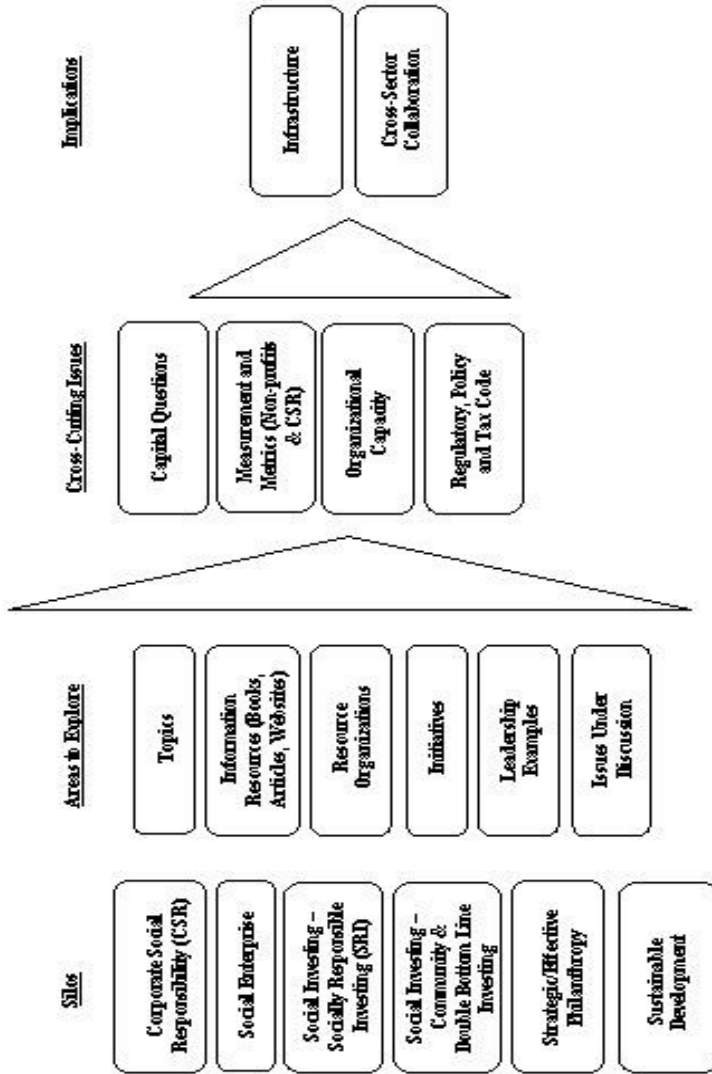 Silos
Corporate Social
Responsibility (CSR)
Social Enterprise
Social Investing –
Socially Responsible
Investing (SRI)
Social Investing –
Community &
Double Bottom Line
Investing
Strategic/Effective
Philanthropy
Sustainable
Development
Areas to Explore
Topics
Information
Resources (Books,
Articles, Websites)
Resource
Organizations
Initiatives
Leadership
Examples
Issues Under
Discussion
Cross-Cutting Issues
Capital Questions
Measurement and
Metrics (Non-profits
& CSR)
Organizational
Capacity
Regulatory, Policy
and Tax Code
Implications
Infrastructure
Cross-Sector
Collaboration